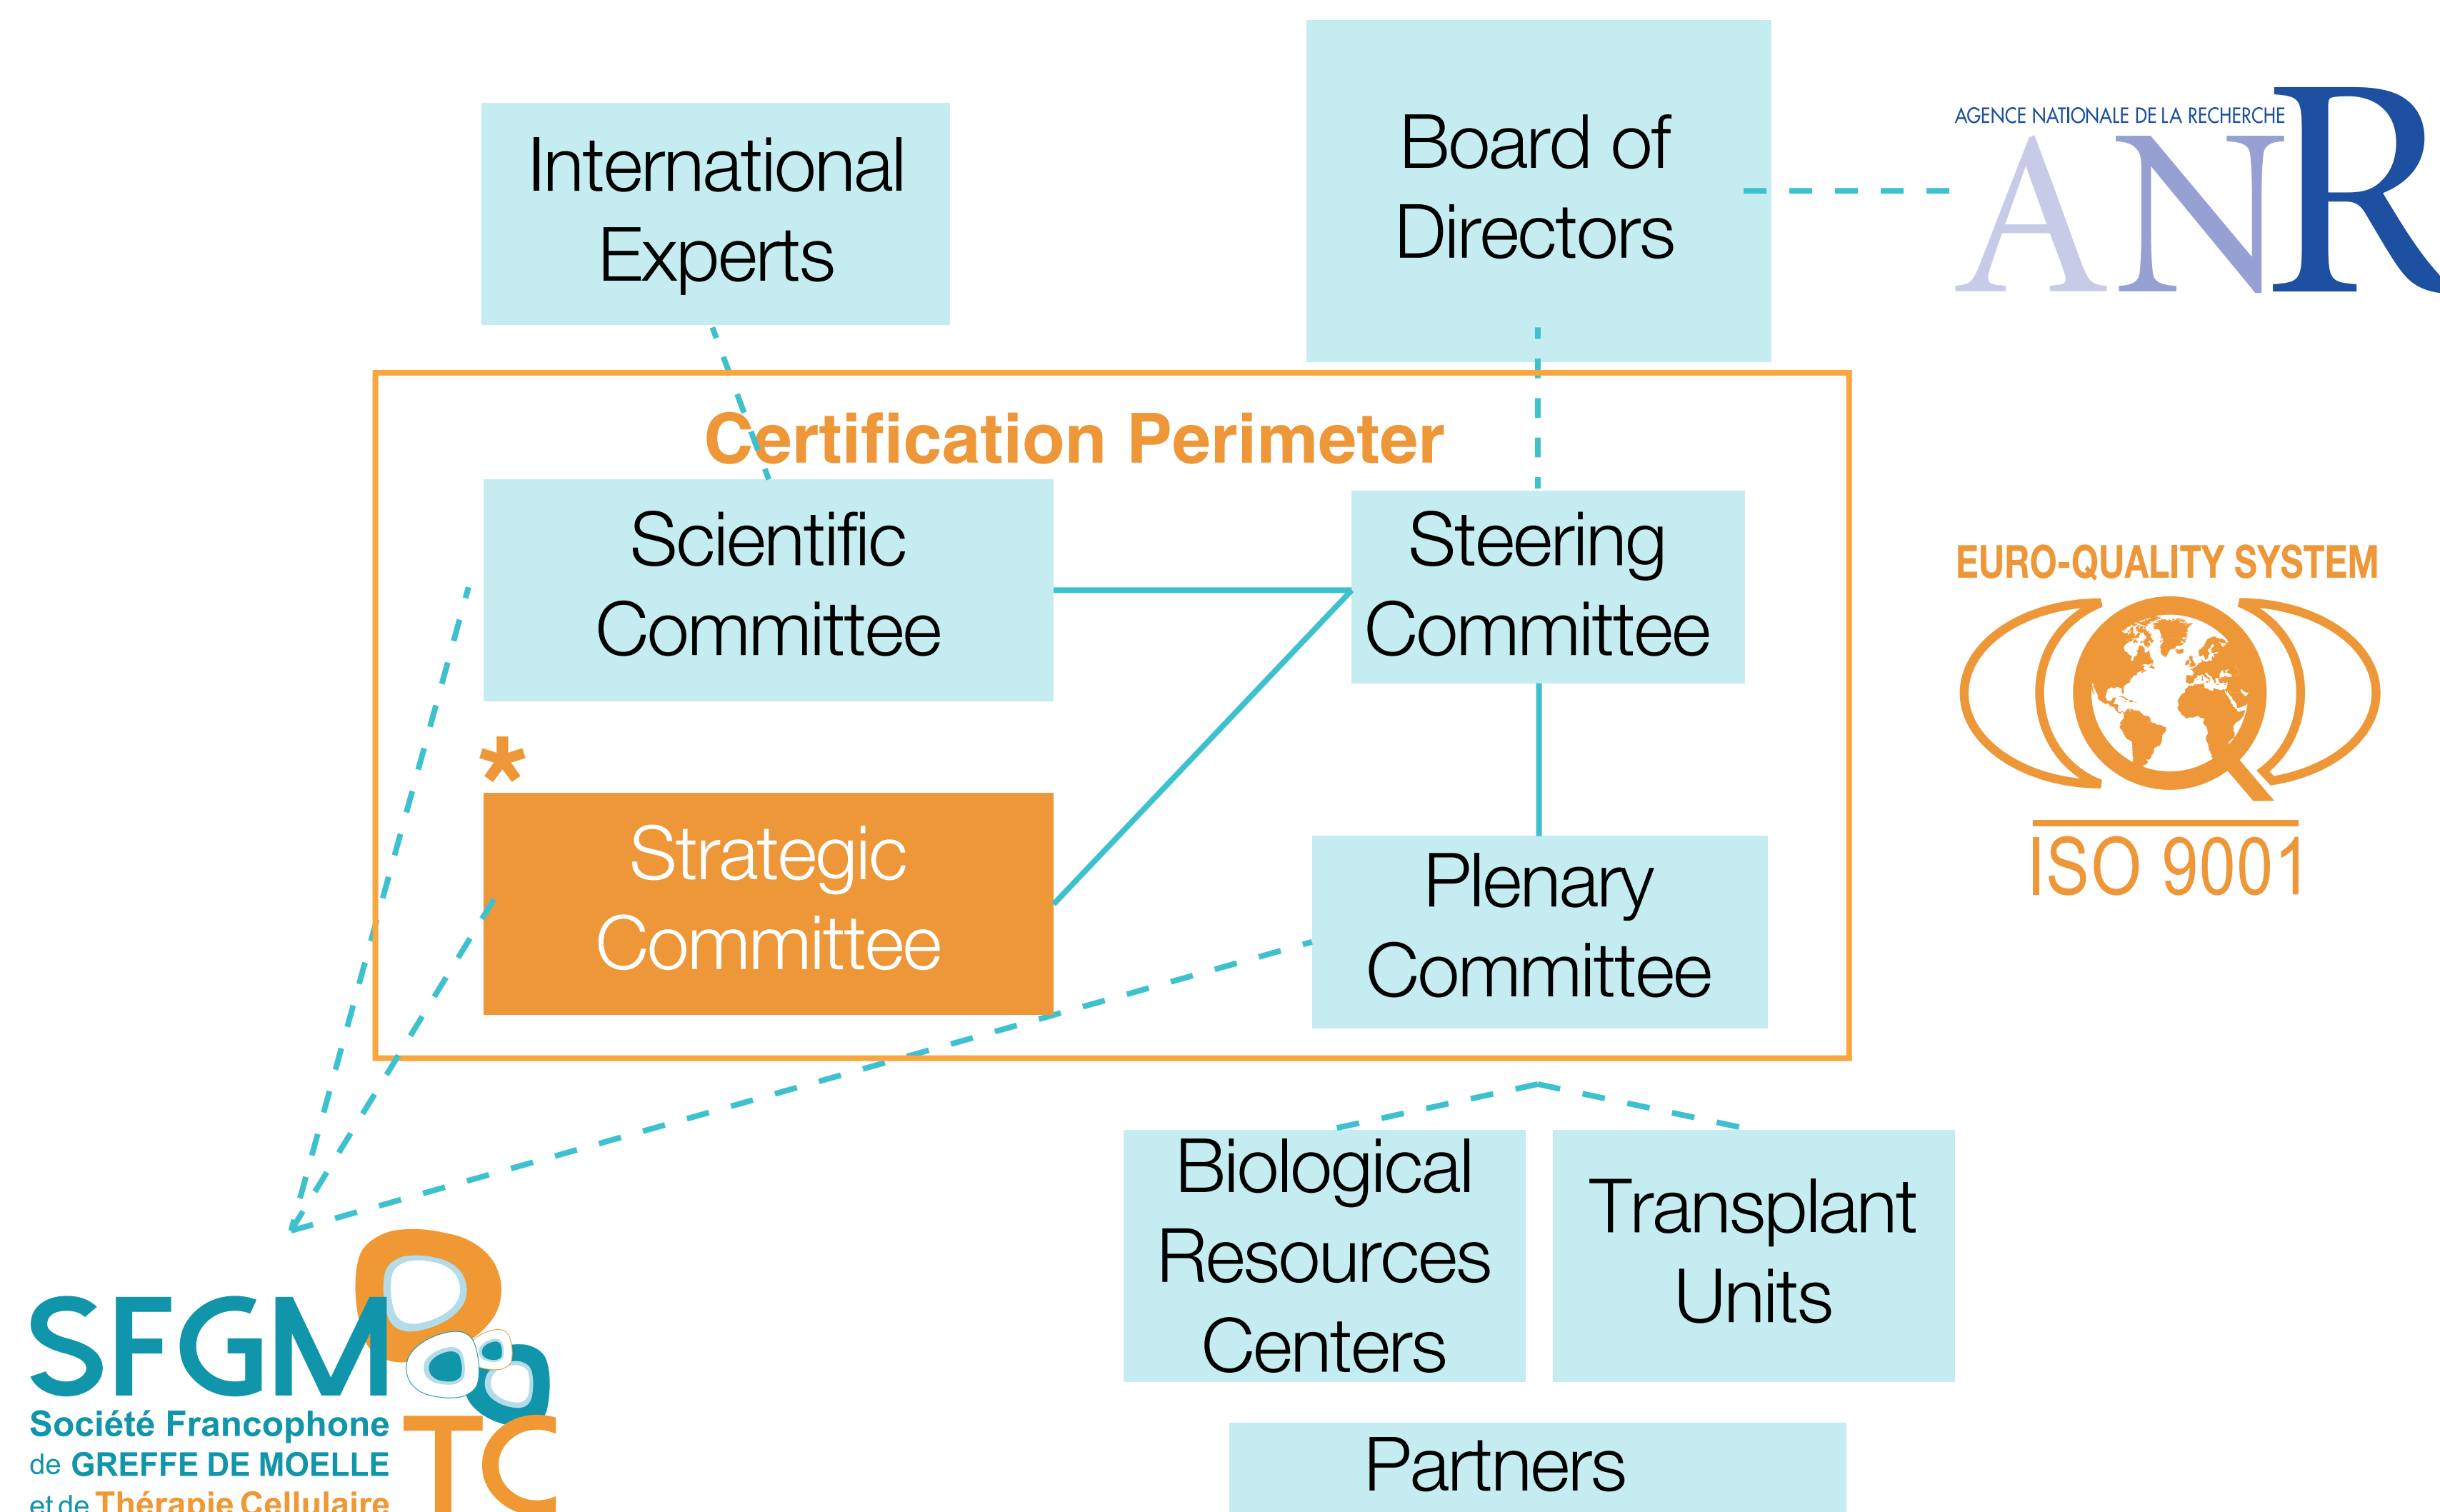 International
Experts
Board of
Directors
AGENCE NATIONALE DE LA RECHERCHE
ANR
Certification Perimeter
Scientific
Committee
Steering
Committee
EURO-QUALITY SYSTEM
ISO 9001
*
Strategic
Committee
Plenary
Committee
Biological
Resources
Centers
Transplant
Units
SFGM
TC
Société Francophone
de GREFFE DE MOELLE
et de Thérapie Cellulaire
Partners